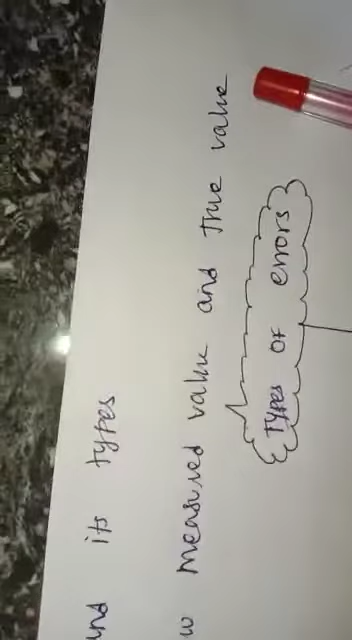 and its types
measured value and True value
Types of errors